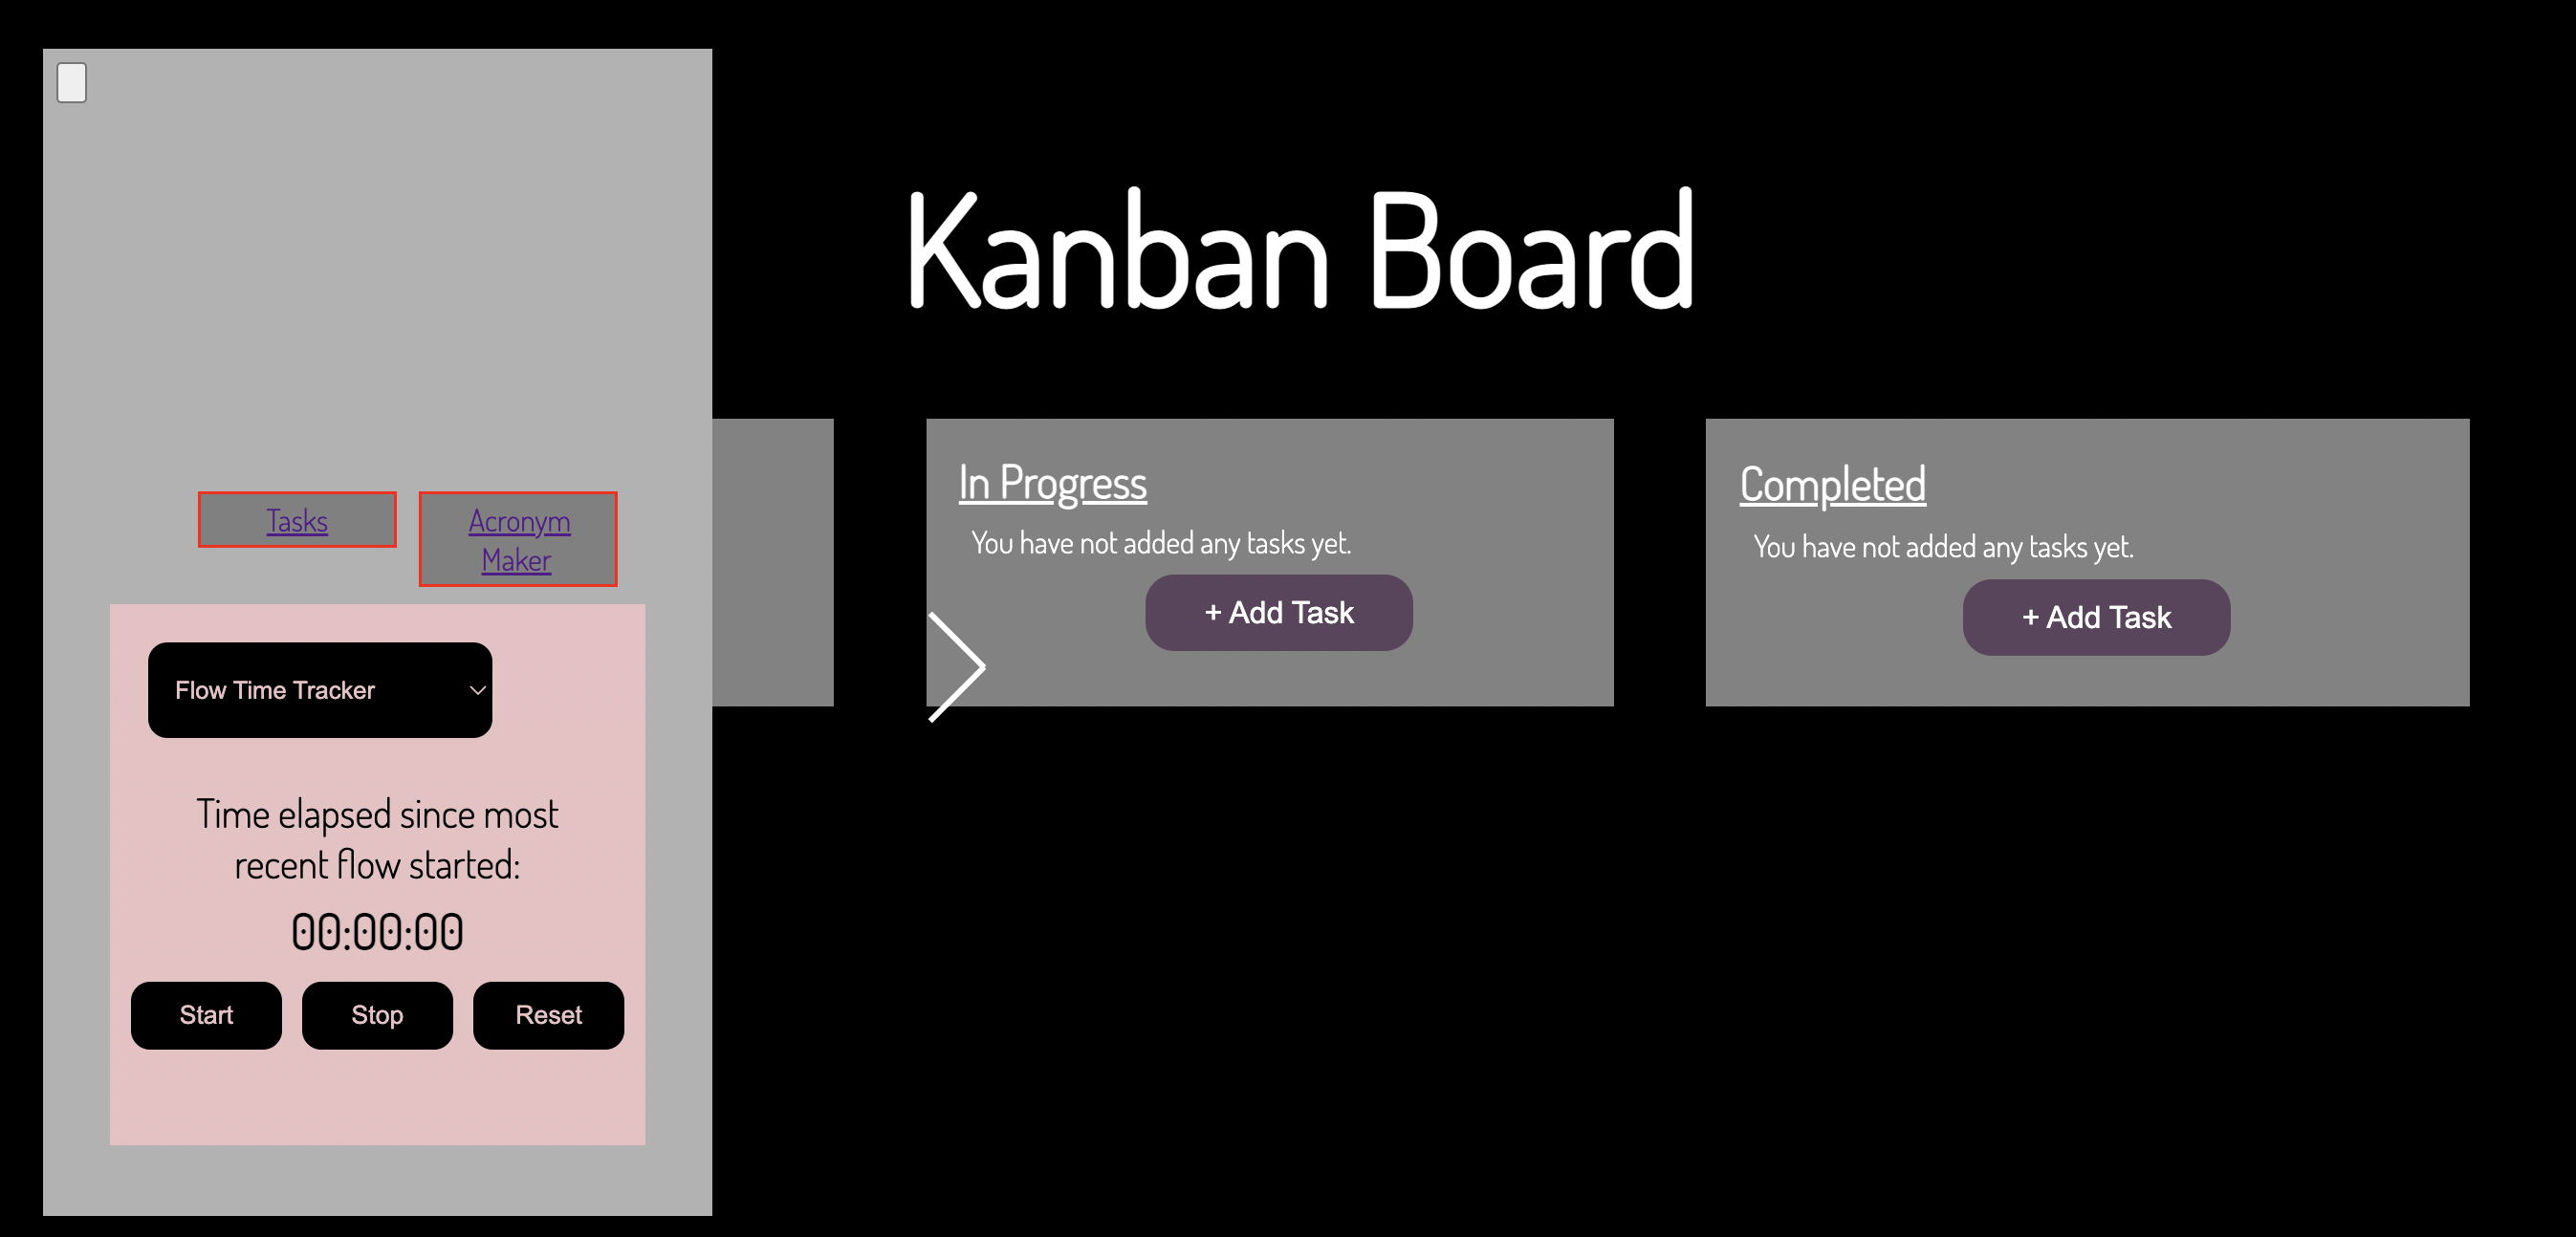 Kanban Board
Tasks
Acronym
Maker
Flow Time Tracker
Time elapsed since most
recent flow started:
00:00:00
Start
Stop
Reset
In Progress
You have not added any tasks yet.
+ Add Task
Completed
You have not added any tasks yet.
+ Add Task